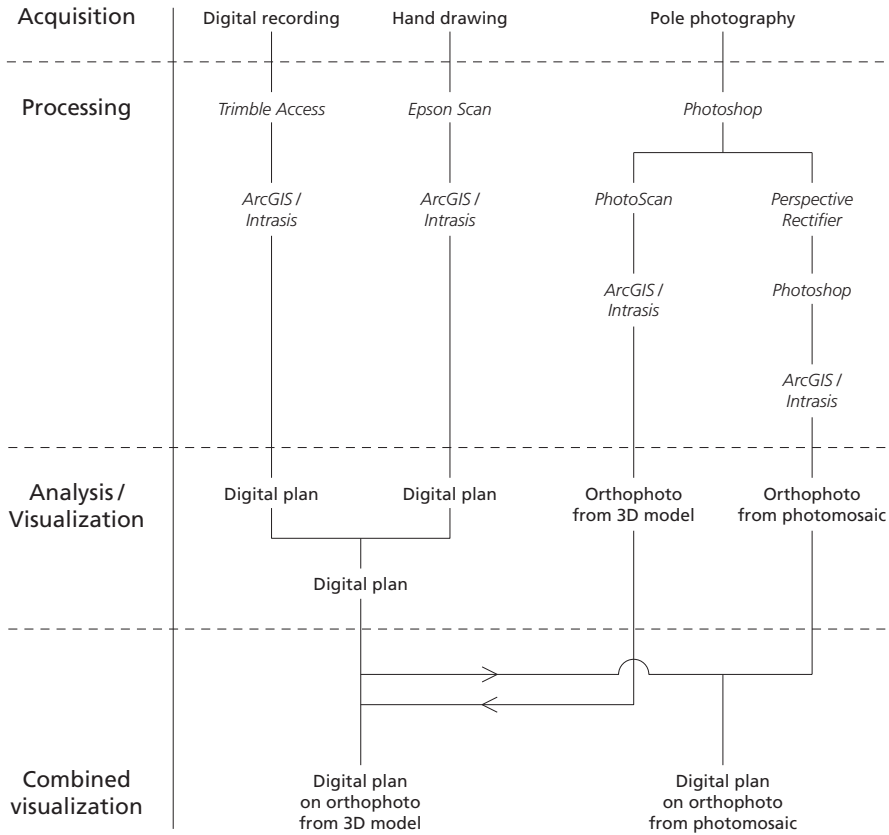 Acquisition
Digital recording
Hand drawing
Pole photography
Processing
Trimble Access
Epson Scan
Photoshop
ArcGIS /
Intrasis
ArcGIS /
Intrasis
PhotoScan
Perspective
Rectifier
ArcGIS /
Intrasis
Photoshop
ArcGIS /
Intrasis
Analysis /
Visualization
Digital plan
Digital plan
Orthophoto
from 3D model
Orthophoto
from photomosaic
Digital plan
Combined
visualization
Digital plan
on orthophoto
from 3D model
Digital plan
on orthophoto
from photomosaic